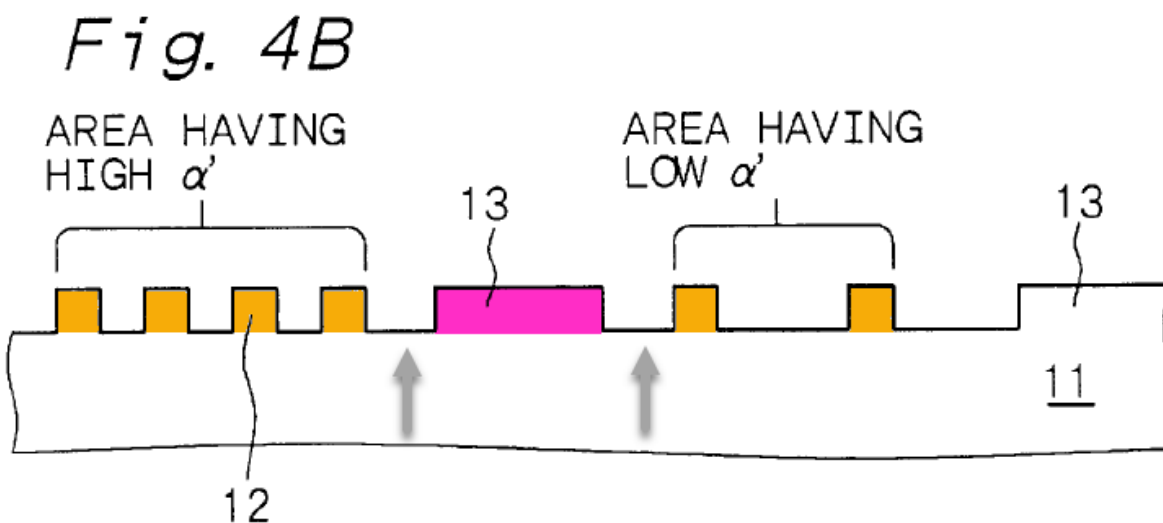 Fig. 4B
AREA HAVING
HIGH α'
AREA HAVING
LOW α'
13
13
11
12